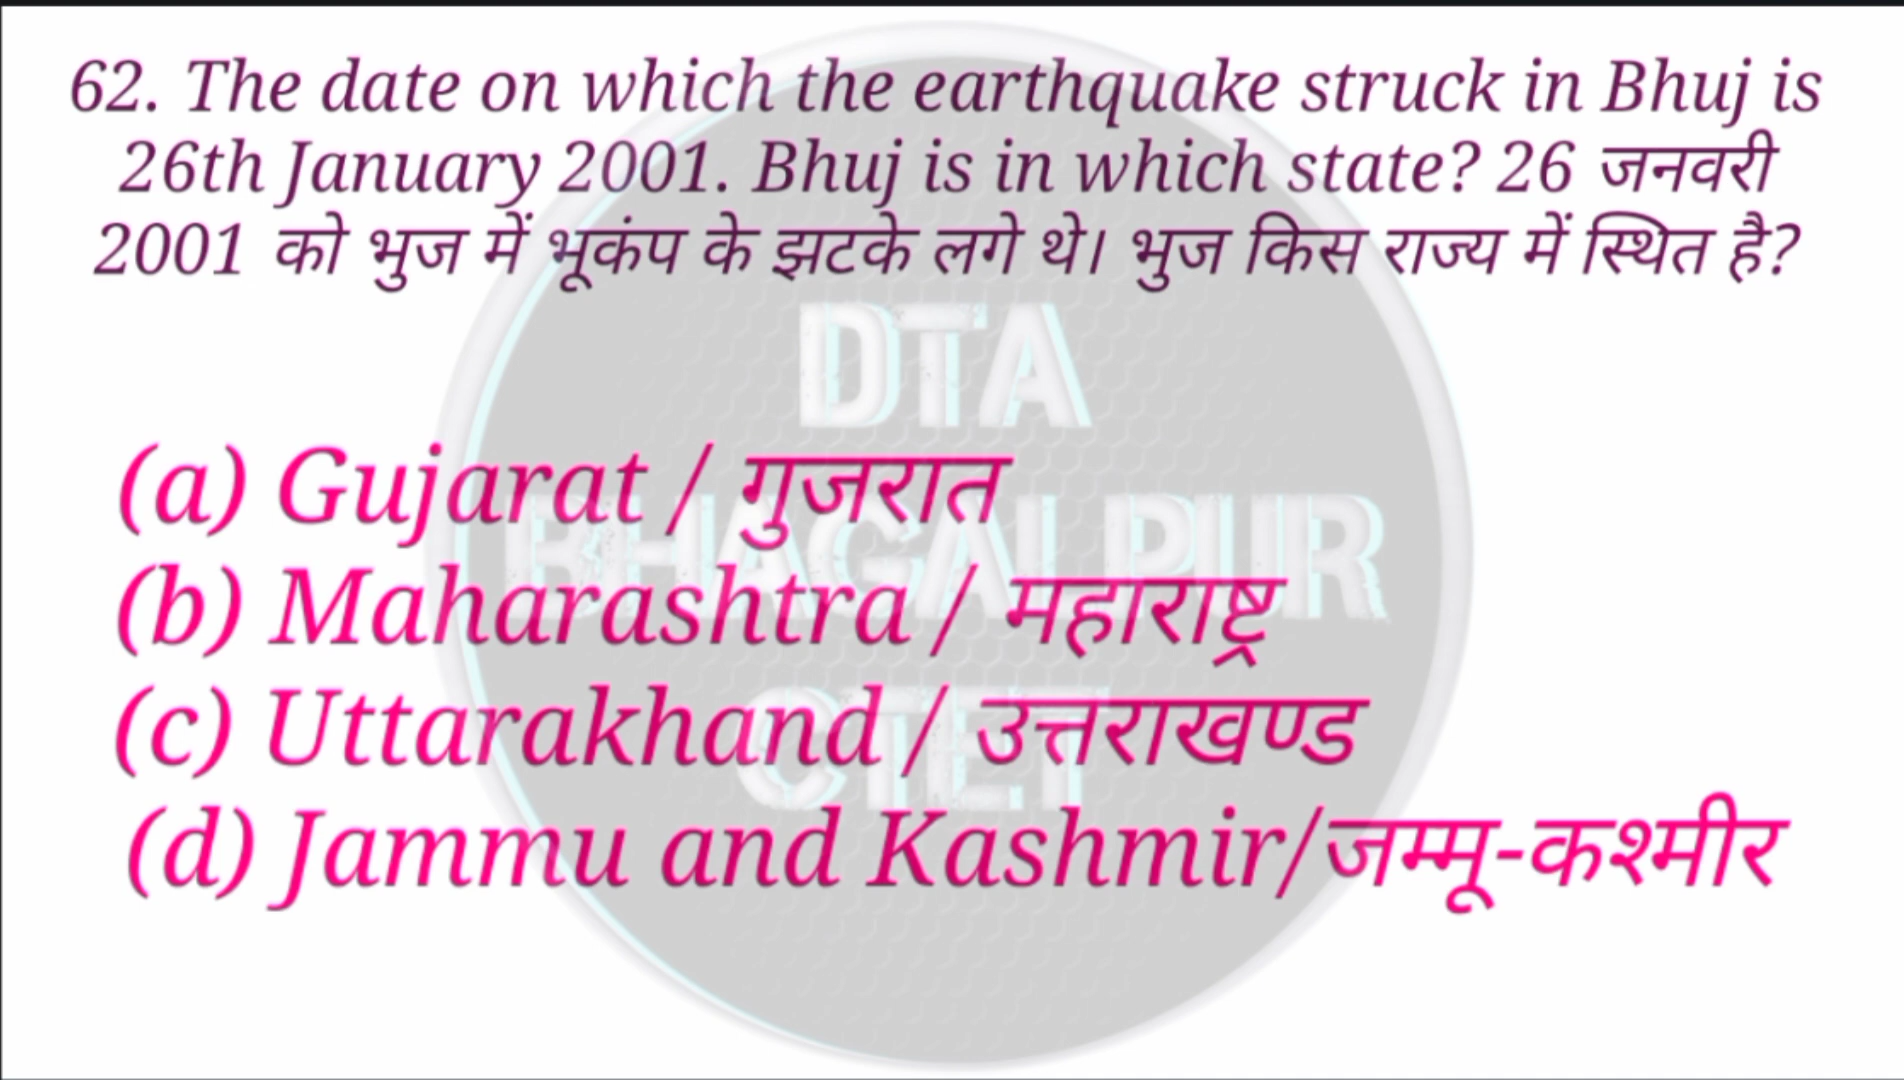 62. The date on which the earthquake struck in Bhuj is
26th January 2001. Bhuj is in which state? 26 जनवरी
2001 को भुज में भूकंप के झटके लगे थे। भुज किस राज्य में स्थित है?
DTA
(a) Gujarat / गुजरात
BHAGALPUR
(b) Maharashtra / महाराष्ट्र
(c) Uttarakhand / उत्तराखण्ड
CTET
(d) Jammu and Kashmir/जम्मू-कश्मीर